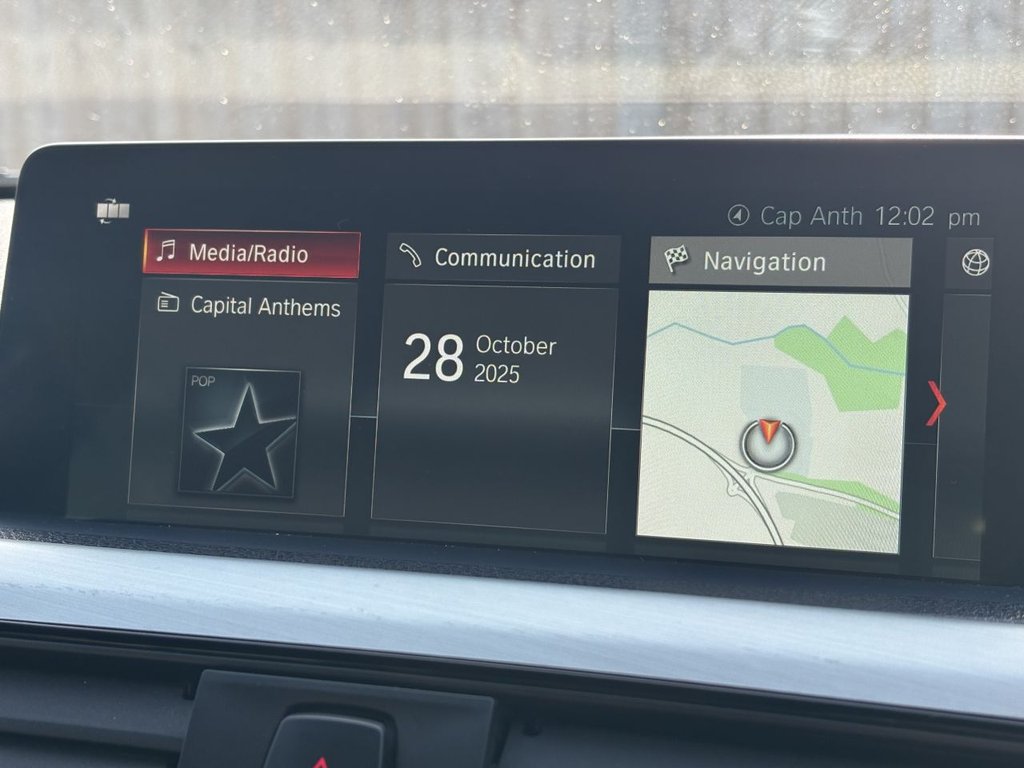 Cap Anth 12:02 pm
Media/Radio
Capital Anthems
POP
Communication
28 October
2025
Navigation